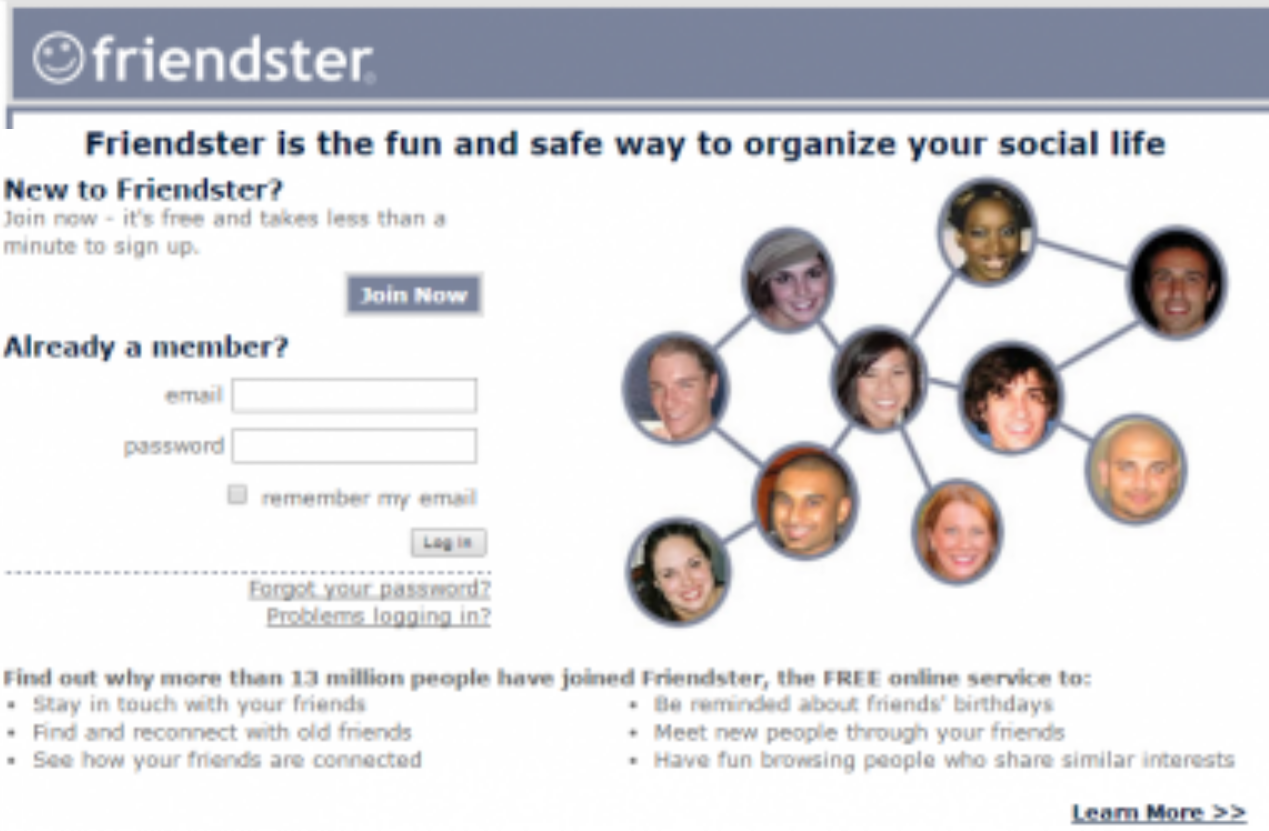 friendster®
Friendster is the fun and safe way to organize your social life
New to Friendster?
Join now - it's free and takes less than a
minute to sign up.
Join Now
Already a member?
email
password
remember my email
Log in
Forgot your password?
Problems logging in?
Find out why more than 13 million people have joined Friendster, the FREE online service to:
• Stay in touch with your friends
• Find and reconnect with old friends
• See how your friends are connected
• Be reminded about friends' birthdays
• Meet new people through your friends
• Have fun browsing people who share similar interests
Learn More >>